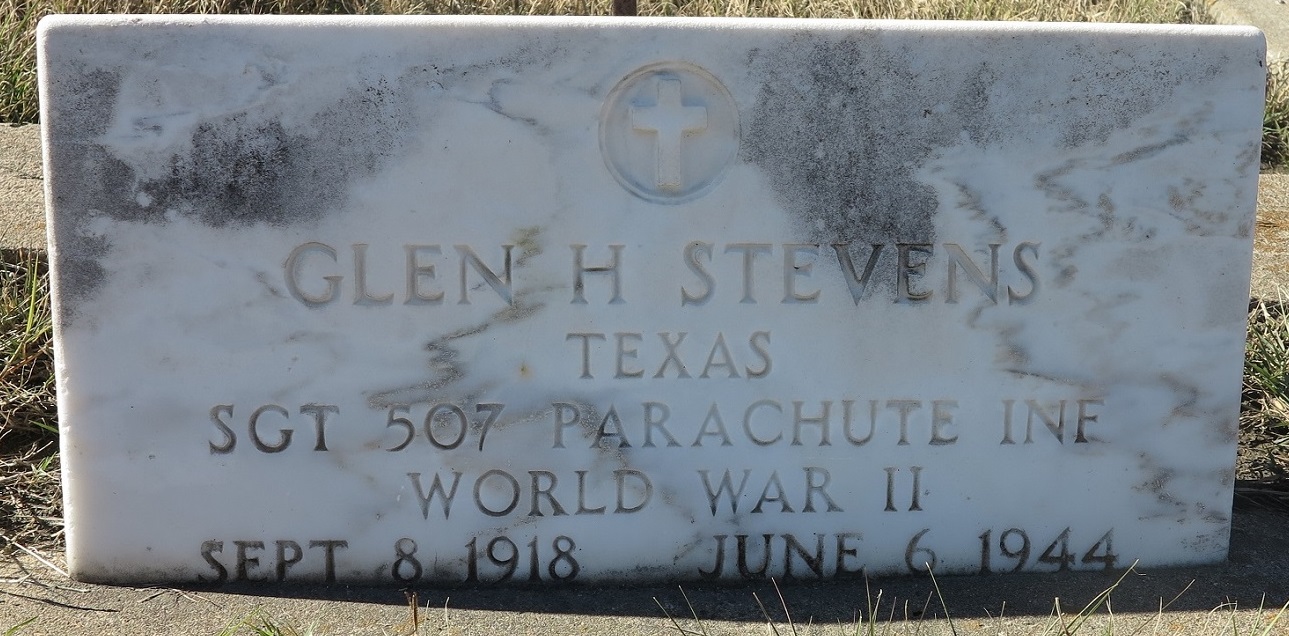 GLEN H STEVENS
TEXAS
SGT 507 PARACHUTE INF
WORLD WAR II
SEPT 8 1918 JUNE 6 1944